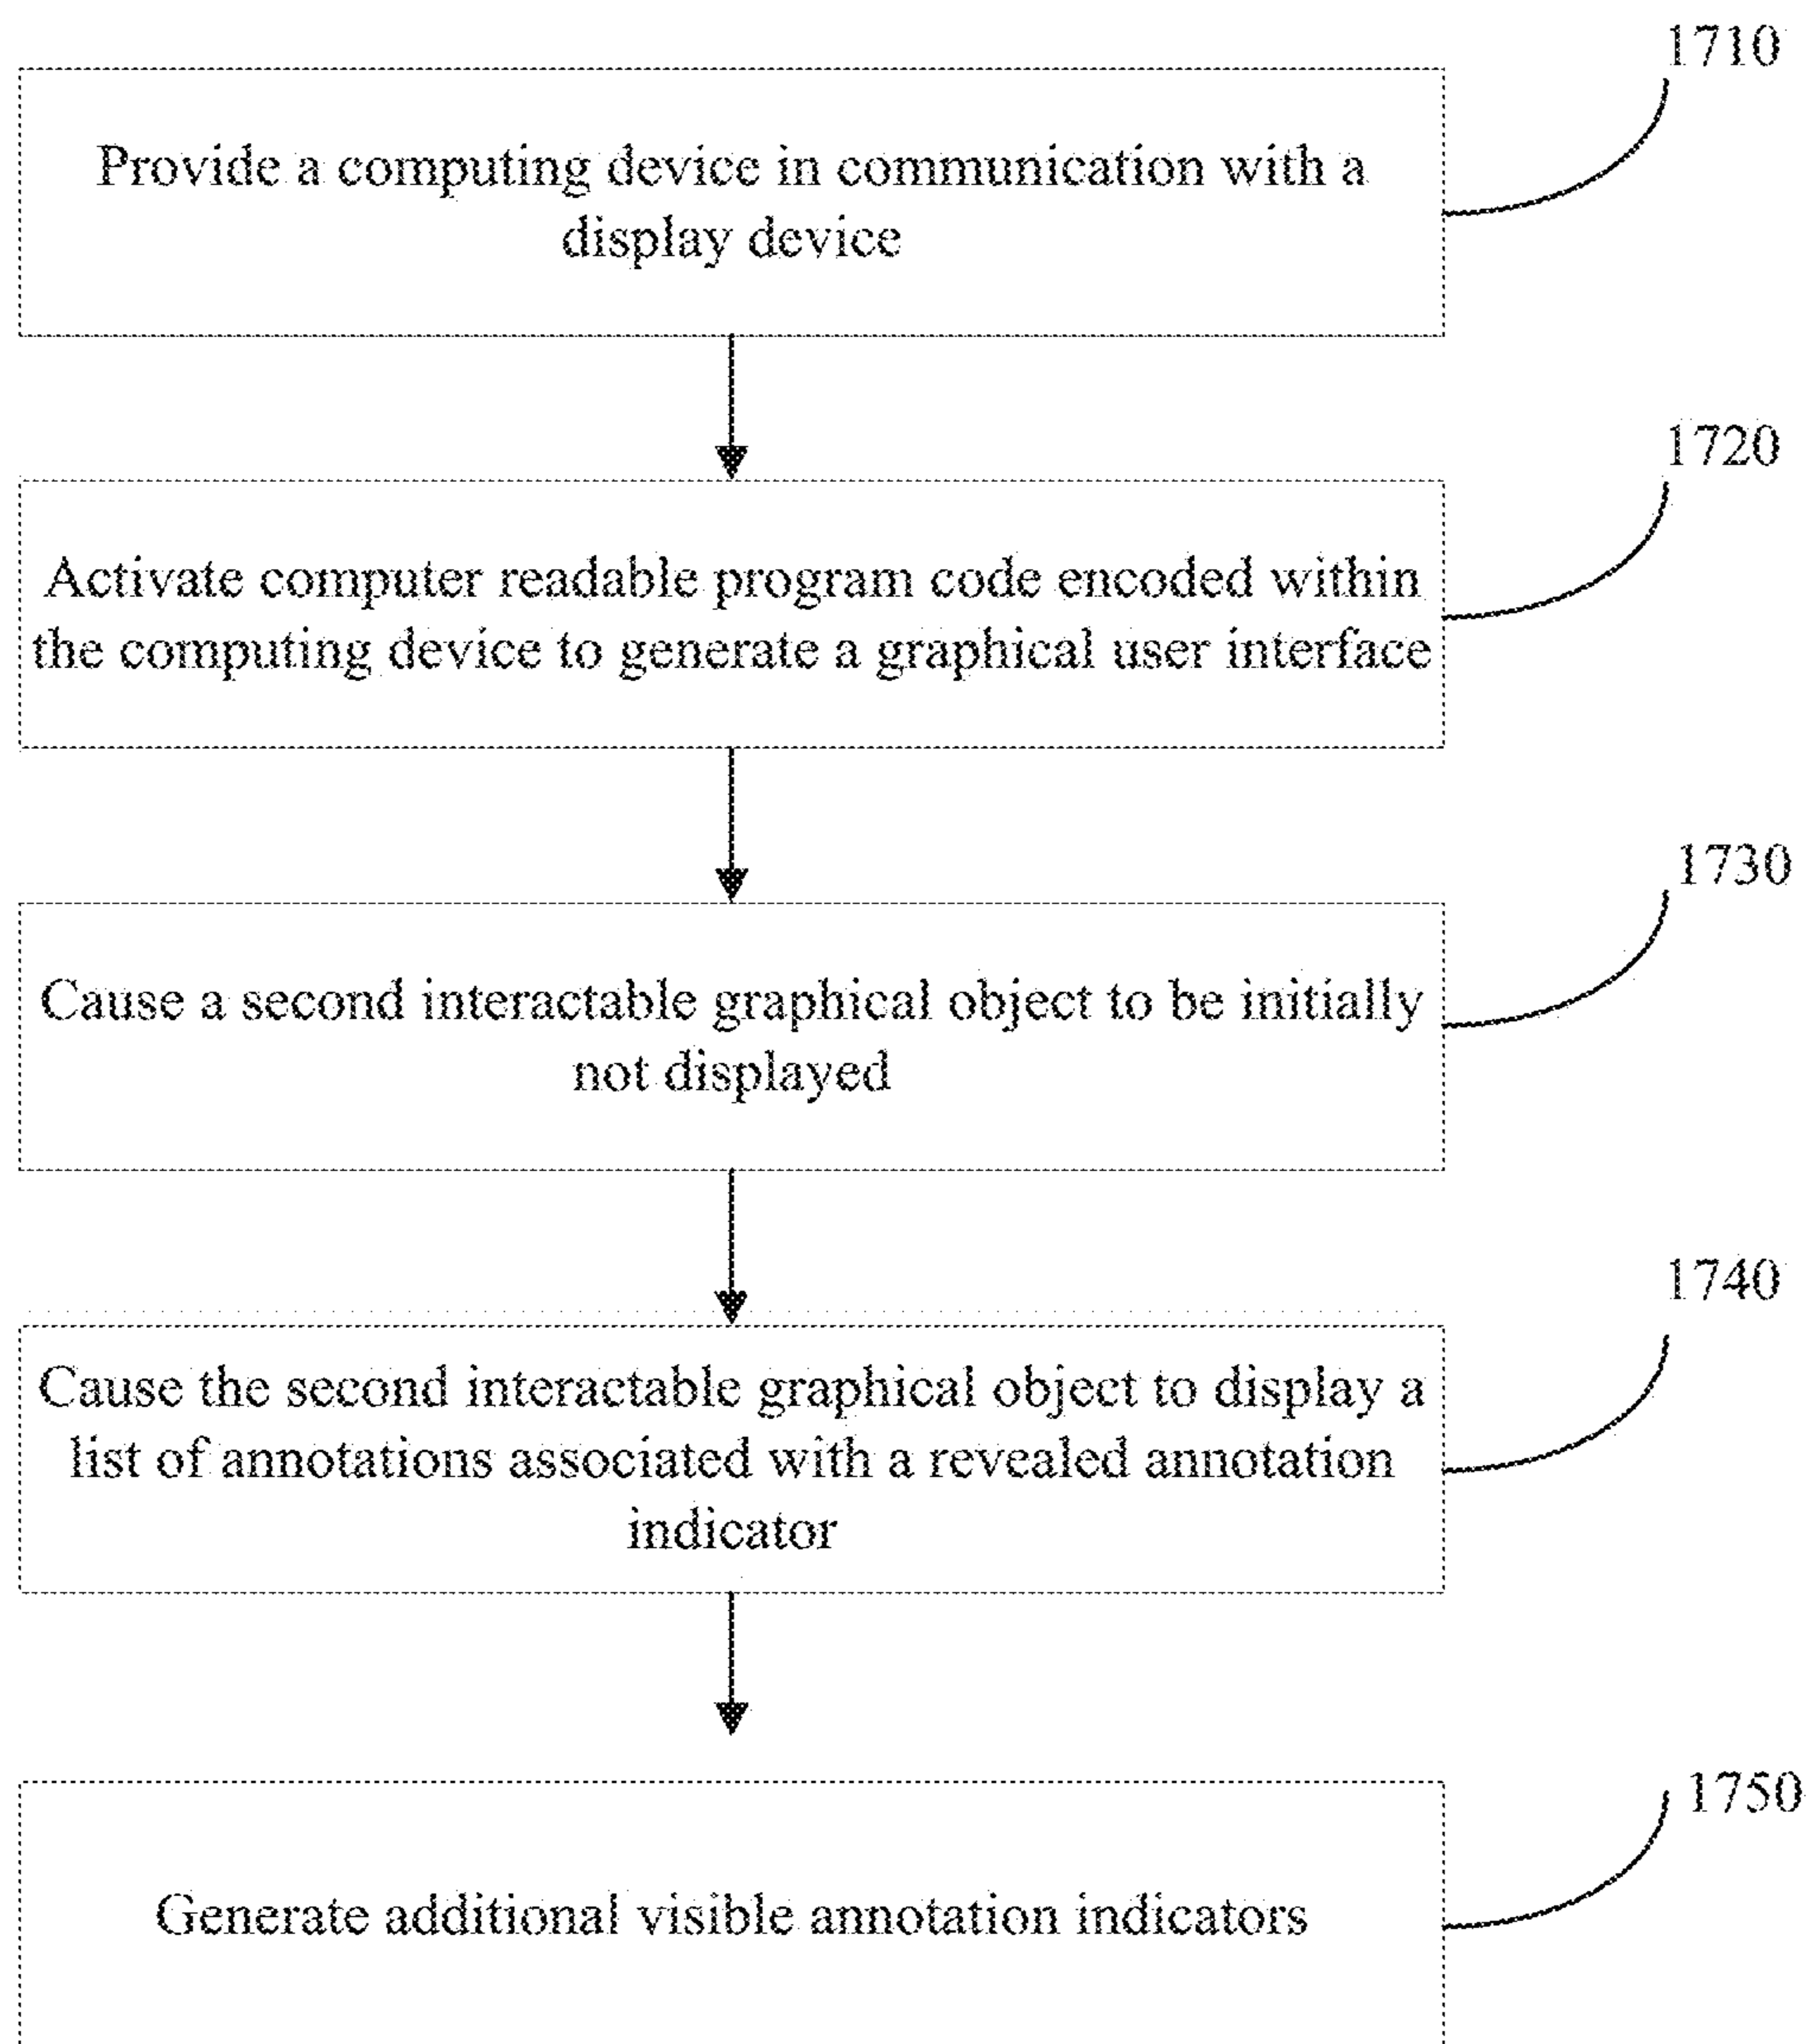 1710
Provide a computing device in communication with a
display device
1720
Activate computer readable program code encoded within
the computing device to generate a graphical user interface
1730
Cause a second interactable graphical object to be initially
not displayed
1740
Cause the second interactable graphical object to display a
list of annotations associated with a revealed annotation
indicator
1750
Generate additional visible annotation indicators